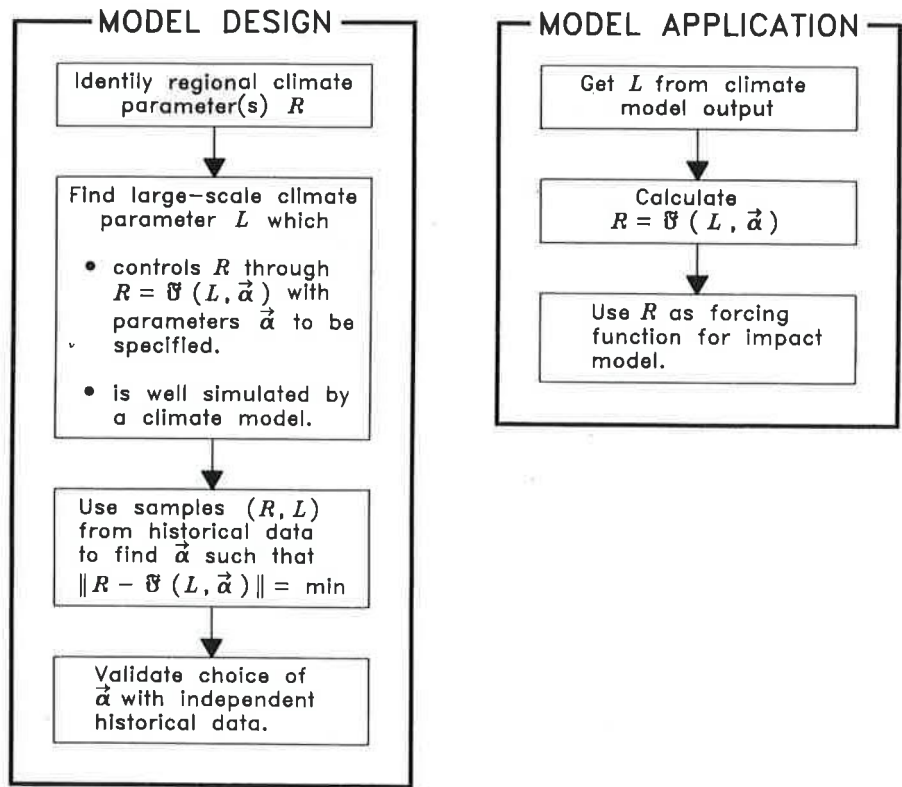 MODEL DESIGN
Identily regional climate
parameter(s) R
Find large-scale climate
parameter L which
• controls R through
R = 𝔉 (L, α⃗) with
parameters α⃗ to be
specified.
• is well simulated by
a climate model.
Use samples (R, L)
from historical data
to find α⃗ such that
‖R − 𝔉 (L, α⃗)‖ = min
Validate choice of
α⃗ with independent
historical data.
MODEL APPLICATION
Get L from climate
model output
Calculate
R = 𝔉 (L, α⃗)
Use R as forcing
function for impact
model.